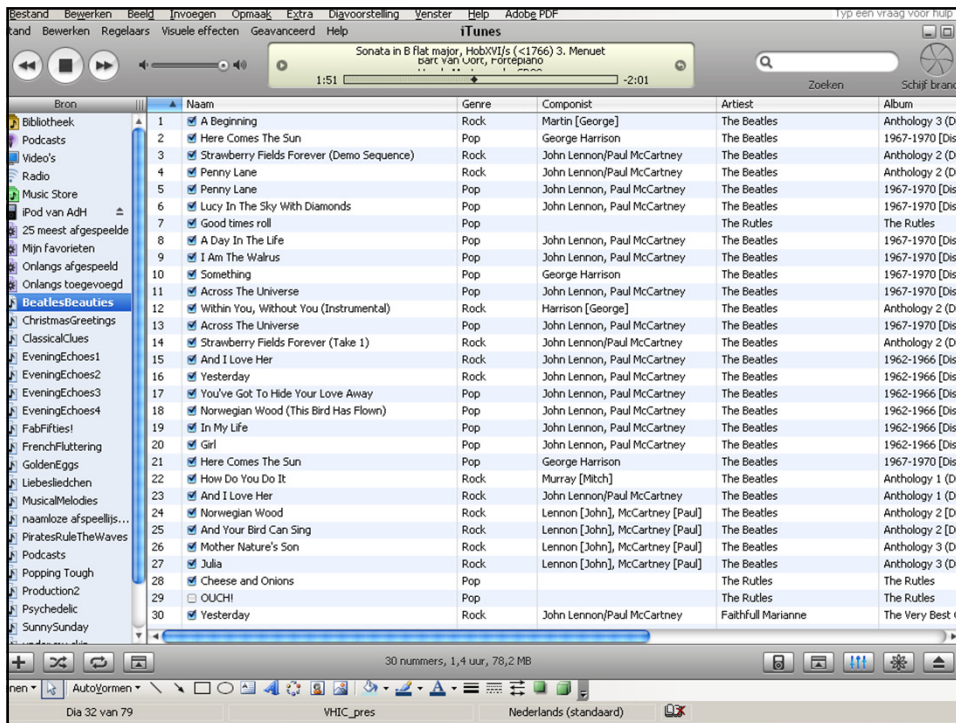 Bestand Bewerken Beeld Invoegen Opmaak Extra Diavoorstelling Venster Help Adobe PDF Typ een vraag voor hulp
tand Bewerken Regelaars Visuele effecten Geavanceerd Help iTunes
Sonata in B flat major, HobXVI/s (<1766) 3. Menuet
Bart Van Oort, Fortepiano
1:51 -2:01
Zoeken Schijf brand
Bron Naam Genre Componist Artiest Album
Bibliotheek 1 A Beginning Rock Martin [George] The Beatles Anthology 3 (D
Podcasts 2 Here Comes The Sun Pop George Harrison The Beatles 1967-1970 [Dis
Video's 3 Strawberry Fields Forever (Demo Sequence) Rock John Lennon/Paul McCartney The Beatles Anthology 2 (D
Radio 4 Penny Lane Rock John Lennon/Paul McCartney The Beatles Anthology 2 (D
Music Store 5 Penny Lane Pop John Lennon, Paul McCartney The Beatles 1967-1970 [Dis
iPod van AdH 6 Lucy In The Sky With Diamonds Pop John Lennon, Paul McCartney The Beatles 1967-1970 [Dis
25 meest afgespeelde 7 Good times roll Pop The Rutles The Rutles
Mijn favorieten 8 A Day In The Life Pop John Lennon, Paul McCartney The Beatles 1967-1970 [Dis
Onlangs afgespeeld 9 I Am The Walrus Pop John Lennon, Paul McCartney The Beatles 1967-1970 [Dis
Onlangs toegevoegd 10 Something Pop George Harrison The Beatles 1967-1970 [Dis
BeatlesBeauties 11 Across The Universe Pop John Lennon, Paul McCartney The Beatles 1967-1970 [Dis
12 Within You, Without You (Instrumental) Rock Harrison [George] The Beatles Anthology 2 (D
ChristmasGreetings 13 Across The Universe Pop John Lennon, Paul McCartney The Beatles 1967-1970 [Dis
ClassicalClues 14 Strawberry Fields Forever (Take 1) Rock John Lennon/Paul McCartney The Beatles Anthology 2 (D
EveningEchoes1 15 And I Love Her Rock John Lennon, Paul McCartney The Beatles 1962-1966 [Dis
EveningEchoes2 16 Yesterday Rock John Lennon, Paul McCartney The Beatles 1962-1966 [Dis
EveningEchoes3 17 You've Got To Hide Your Love Away Pop John Lennon, Paul McCartney The Beatles 1962-1966 [Dis
EveningEchoes4 18 Norwegian Wood (This Bird Has Flown) Pop John Lennon, Paul McCartney The Beatles 1962-1966 [Dis
FabFifties! 19 In My Life Pop John Lennon, Paul McCartney The Beatles 1962-1966 [Dis
FrenchFluttering 20 Girl Pop John Lennon, Paul McCartney The Beatles 1962-1966 [Dis
GoldenEggs 21 Here Comes The Sun Pop George Harrison The Beatles 1967-1970 [Dis
Liebesliedchen 22 How Do You Do It Rock Murray [Mitch] The Beatles Anthology 1 (D
MusicalMelodies 23 And I Love Her Rock John Lennon/Paul McCartney The Beatles Anthology 1 (D
naamloze afspeellijs... 24 Norwegian Wood Rock Lennon [John], McCartney [Paul] The Beatles Anthology 2 [D
PiratesRuleTheWaves 25 And Your Bird Can Sing Rock Lennon [John], McCartney [Paul] The Beatles Anthology 2 [D
Podcasts 26 Mother Nature's Son Rock Lennon [John], McCartney [Paul] The Beatles Anthology 3 (D
Popping Tough 27 Julia Rock Lennon [John], McCartney [Paul] The Beatles Anthology 3 (D
Production2 28 Cheese and Onions Pop The Rutles The Rutles
Psychedelic 29 OUCH! Pop The Rutles The Rutles
SunnySunday 30 Yesterday Rock John Lennon/Paul McCartney Faithfull Marianne The Very Best
30 nummers, 1,4 uur, 78,2 MB
nen AutoVormen
Dia 32 van 79 VHIC_pres Nederlands (standaard)